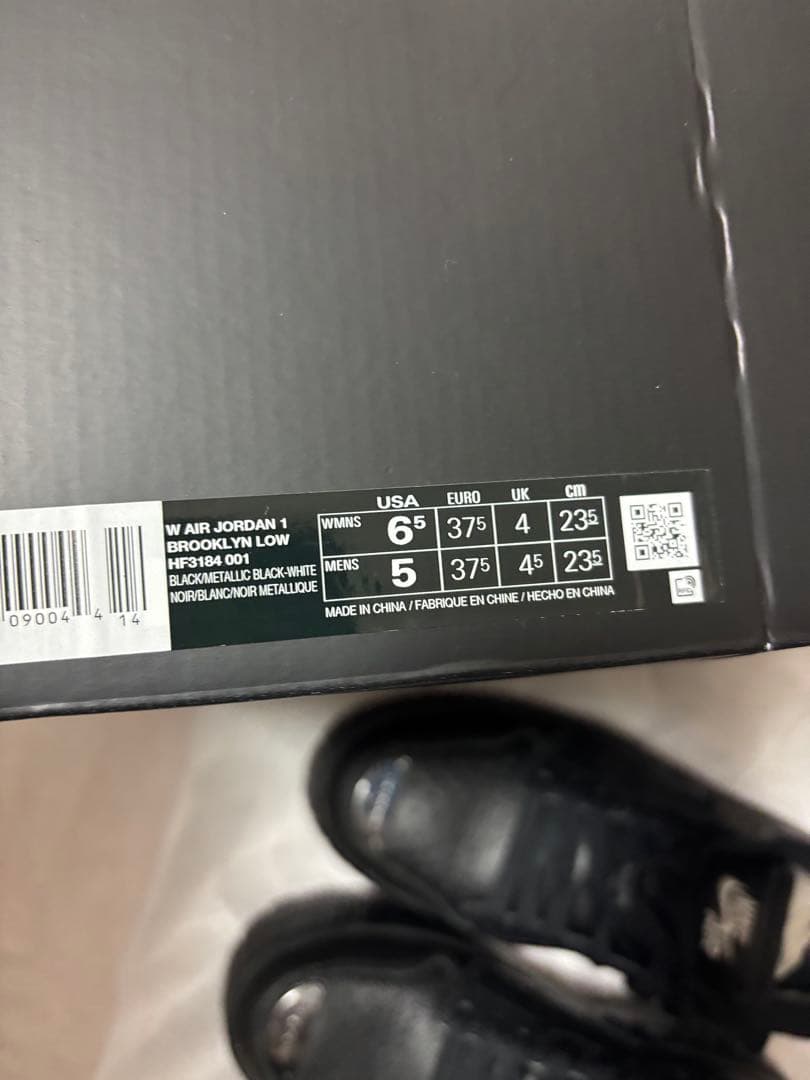 W AIR JORDAN 1
BROOKLYN LOW
HF3184 001
BLACK/METALLIC BLACK-WHITE
NOIR/BLANC/NOIR METALLIQUE
USA EURO UK cm
WMNS 6⁵ 37⁵ 4 23⁵
MENS 5 37⁵ 4⁵ 23⁵
MADE IN CHINA / FABRIQUE EN CHINE / HECHO EN CHINA
09004 4 14